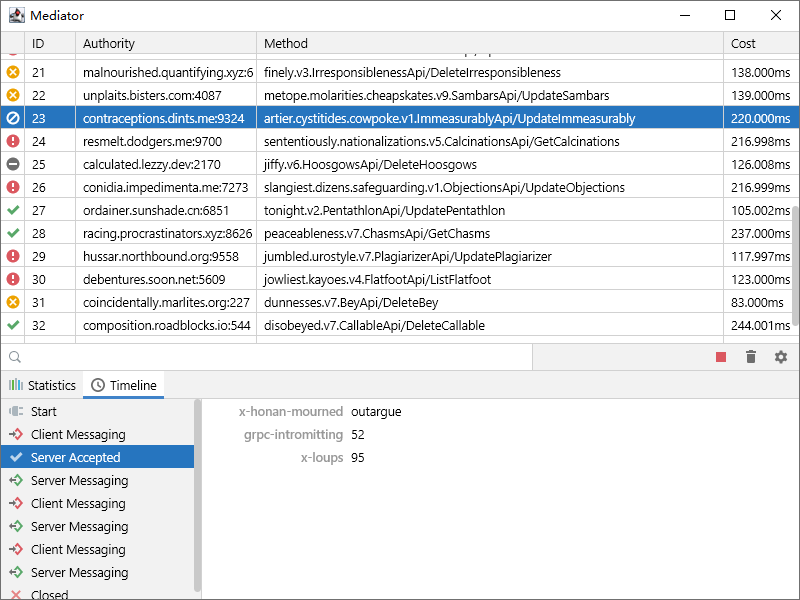 Mediator
ID Authority Method Cost
21 malnourished.quantifying.xyz:6 finely.v3.IrresponsiblenessApi/DeleteIrresponsibleness 138.000ms
22 unplaits.bisters.com:4087 metope.molarities.cheapskates.v9.SambarsApi/UpdateSambars 139.000ms
23 contraceptions.dints.me:9324 artier.cystitides.cowpoke.v1.ImmeasurablyApi/UpdateImmeasurably 220.000ms
24 resmelt.dodgers.me:9700 sententiously.nationalizations.v5.CalcinationsApi/GetCalcinations 216.998ms
25 calculated.lezzy.dev:2170 jiffy.v6.HoosgowsApi/DeleteHoosgows 126.008ms
26 conidia.impedimenta.me:7273 slangiest.dizens.safeguarding.v1.ObjectionsApi/UpdateObjections 216.999ms
27 ordainer.sunshade.cn:6851 tonight.v2.PentathlonApi/UpdatePentathlon 105.002ms
28 racing.procrastinators.xyz:8626 peaceableness.v7.ChasmsApi/GetChasms 237.000ms
29 hussar.northbound.org:9558 jumbled.urostyle.v7.PlagiarizerApi/UpdatePlagiarizer 117.997ms
30 debentures.soon.net:5609 jowliest.kayoes.v4.FlatfootApi/ListFlatfoot 123.000ms
31 coincidentally.marlites.org:227 dunnesses.v7.BeyApi/DeleteBey 83.000ms
32 composition.roadblocks.io:544 disobeyed.v7.CallableApi/DeleteCallable 244.001ms
Statistics Timeline
Start
Client Messaging
Server Accepted
Server Messaging
Client Messaging
Server Messaging
Client Messaging
Server Messaging
Closed
x-honan-mourned outargue
grpc-intromitting 52
x-loups 95